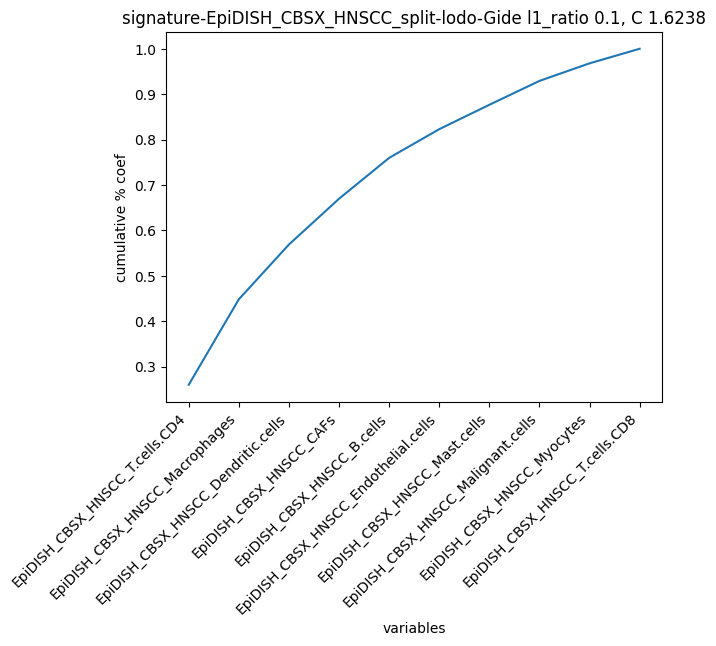 signature-EpiDISH_CBSX_HNSCC_split-lodo-Gide l1_ratio 0.1, C 1.6238
1.0
0.9
0.8
0.7
0.6
0.5
0.4
0.3
cumulative % coef
EpiDISH_CBSX_HNSCC_T.cells.CD4
EpiDISH_CBSX_HNSCC_Macrophages
EpiDISH_CBSX_HNSCC_Dendritic.cells
EpiDISH_CBSX_HNSCC_CAFs
EpiDISH_CBSX_HNSCC_B.cells
EpiDISH_CBSX_HNSCC_Endothelial.cells
EpiDISH_CBSX_HNSCC_Mast.cells
EpiDISH_CBSX_HNSCC_Malignant.cells
EpiDISH_CBSX_HNSCC_Myocytes
EpiDISH_CBSX_HNSCC_T.cells.CD8
variables